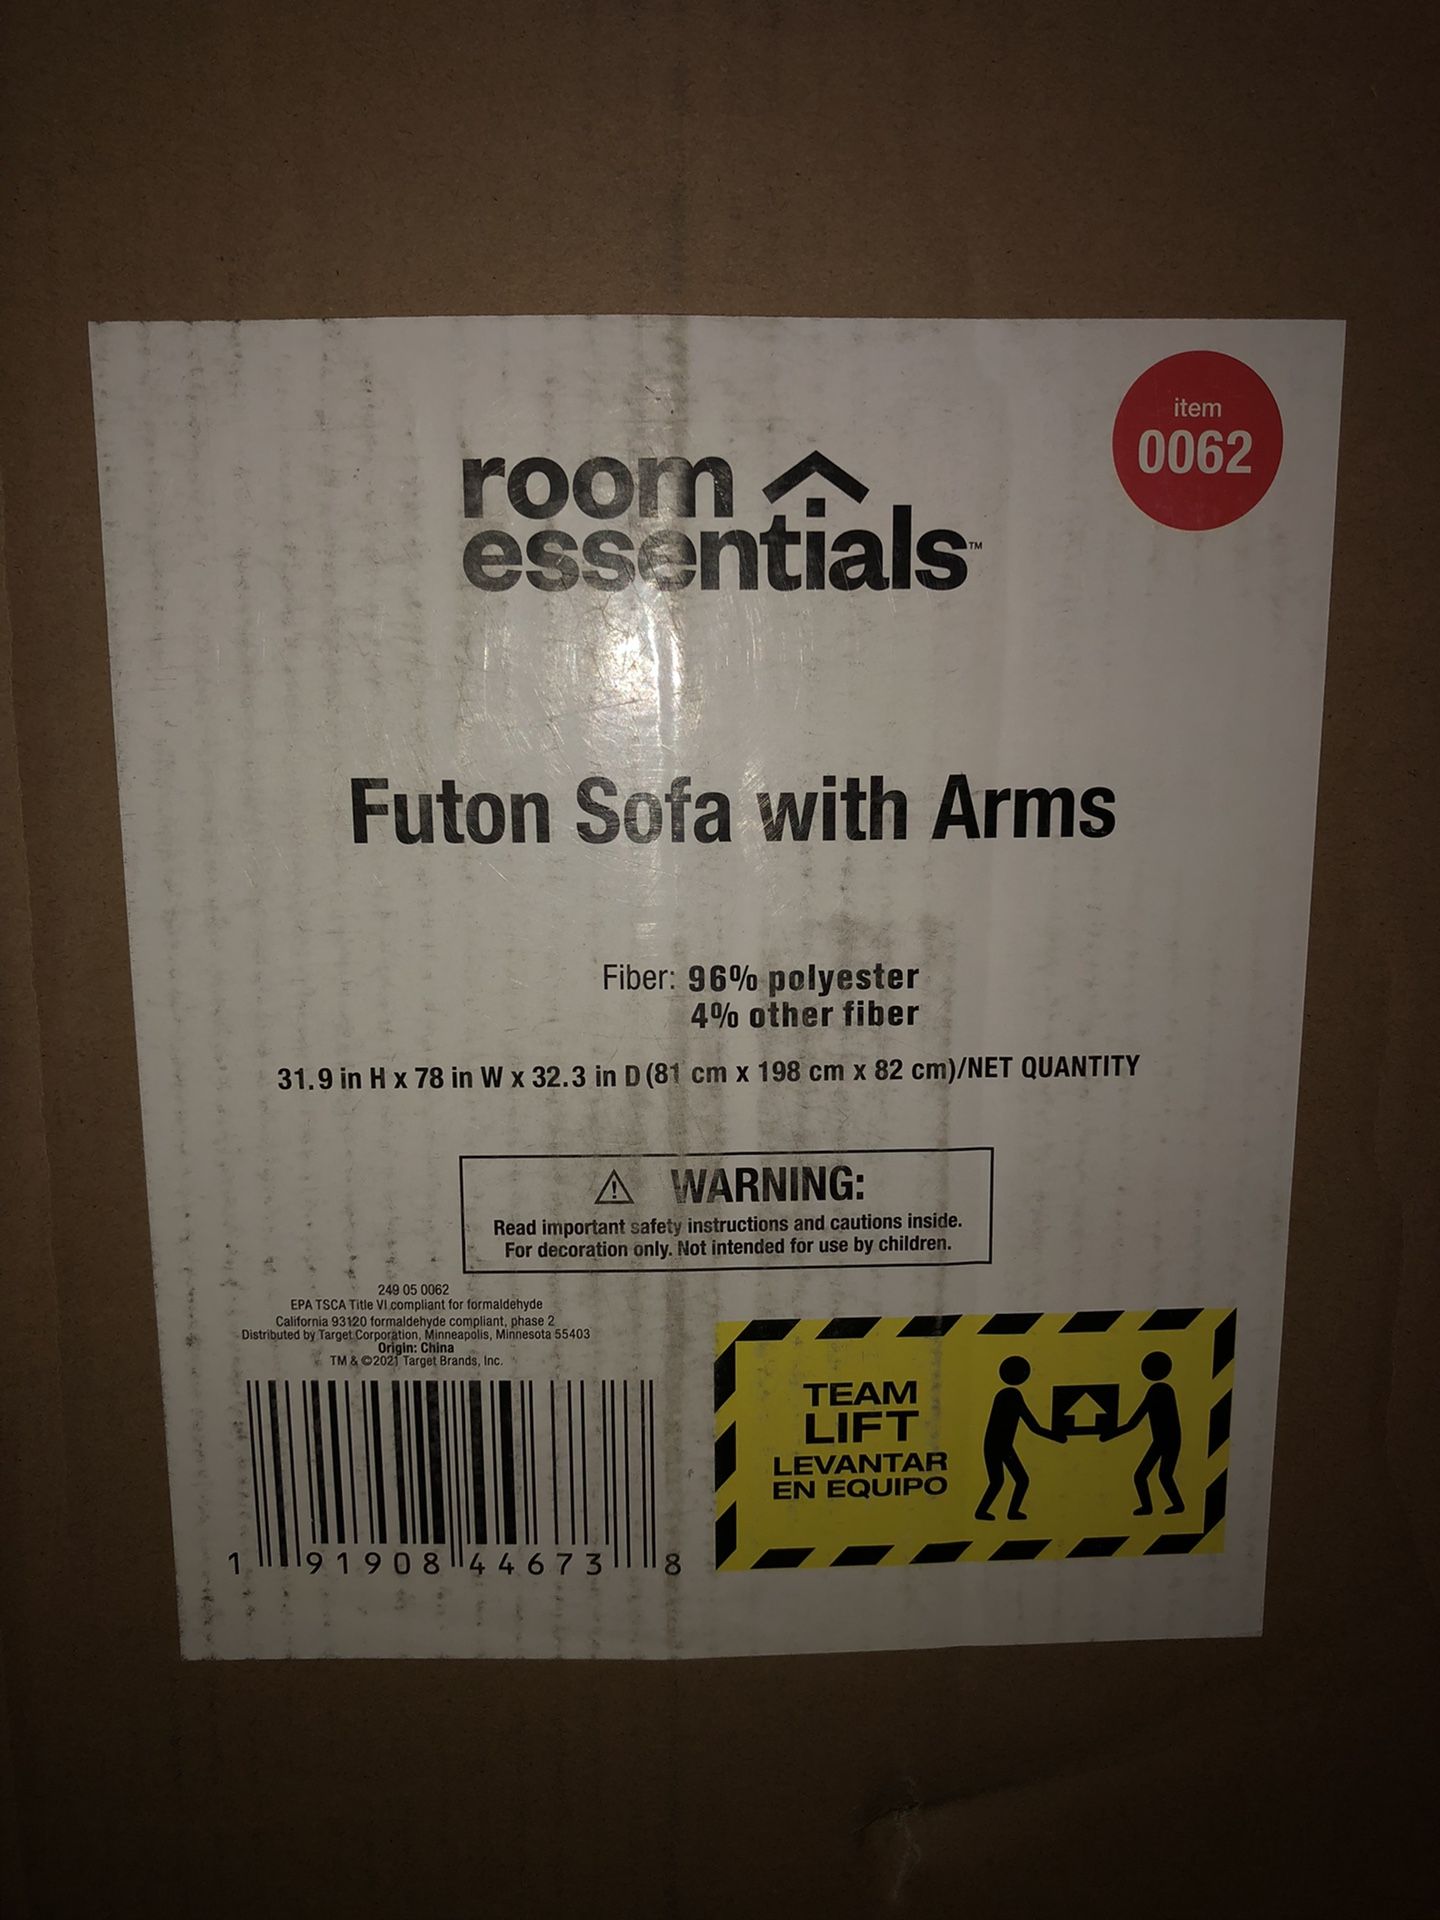 item
0062
room
essentials™
Futon Sofa with Arms
Fiber: 96% polyester
4% other fiber
31.9 in H x 78 in W x 32.3 in D (81 cm x 198 cm x 82 cm)/NET QUANTITY
WARNING:
Read important safety instructions and cautions inside.
For decoration only. Not intended for use by children.
249 05 0062
EPA TSCA Title VI compliant for formaldehyde
California 93120 formaldehyde compliant, phase 2
Distributed by Target Corporation, Minneapolis, Minnesota 55403
Origin: China
TM & ©2021 Target Brands, Inc.
1 91908 44673 8
TEAM
LIFT
LEVANTAR
EN EQUIPO